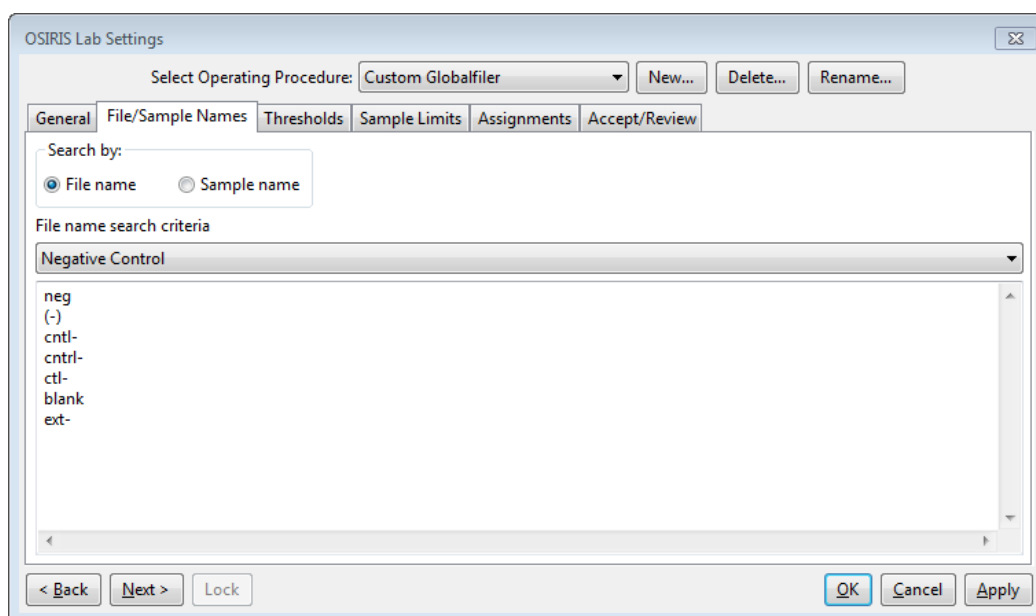 OSIRIS Lab Settings
Select Operating Procedure: Custom Globalfiler New... Delete... Rename...
General File/Sample Names Thresholds Sample Limits Assignments Accept/Review
Search by:
File name Sample name
File name search criteria
Negative Control
neg
(-)
cntl-
cntrl-
ctl-
blank
ext-
< Back Next > Lock OK Cancel Apply